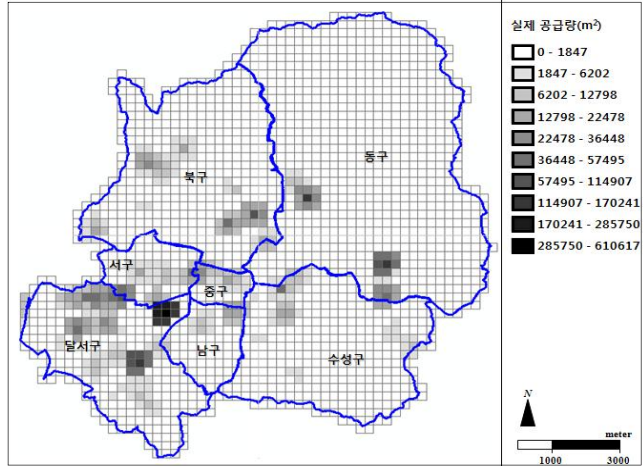 실제 공급량(m²)
0 - 1847
1847 - 6202
6202 - 12798
12798 - 22478
22478 - 36448
36448 - 57495
57495 - 114907
114907 - 170241
170241 - 285750
285750 - 610617
동구
북구
서구
중구
달서구
남구
수성구
N
meter
1000 3000